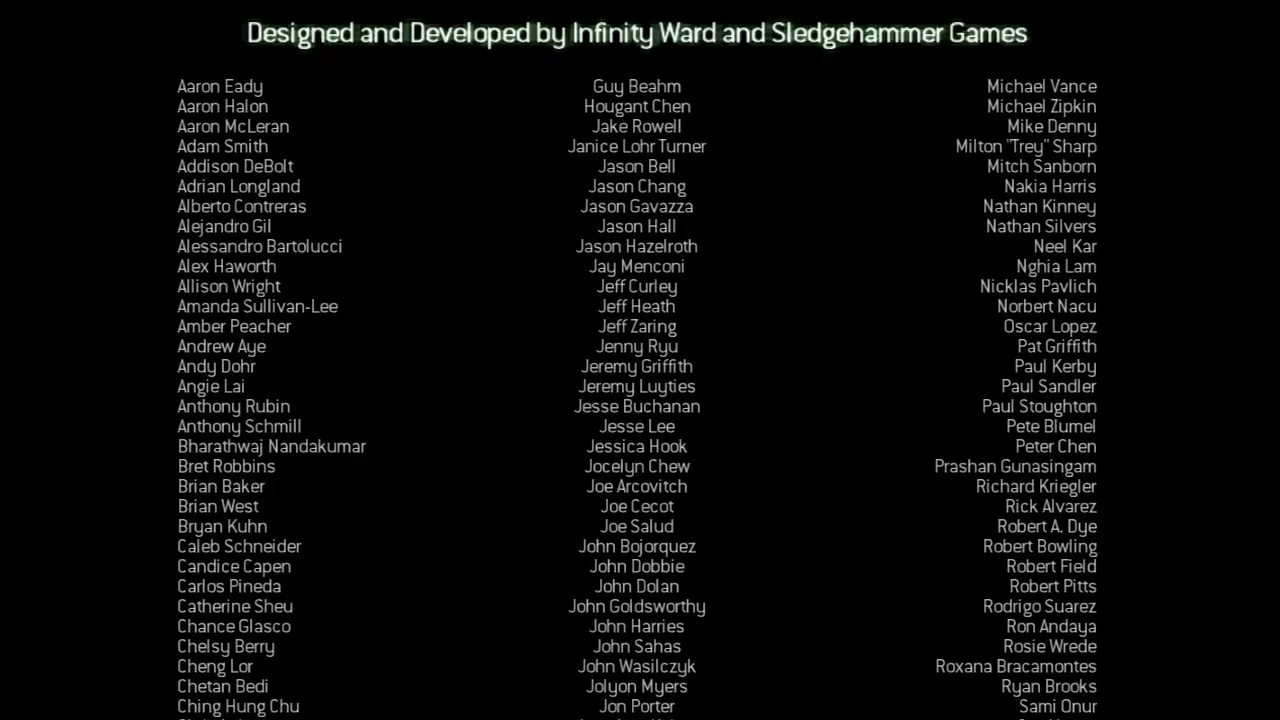 Designed and Developed by Infinity Ward and Sledgehammer Games
Aaron Eady Guy Beahm Michael Vance
Aaron Halon Hougant Chen Michael Zipkin
Aaron McLeran Jake Rowell Mike Denny
Adam Smith Janice Lohr Turner Milton "Trey" Sharp
Addison DeBolt Jason Bell Mitch Sanborn
Adrian Longland Jason Chang Nakia Harris
Alberto Contreras Jason Gavazza Nathan Kinney
Alejandro Gil Jason Hall Nathan Silvers
Alessandro Bartolucci Jason Hazelroth Neel Kar
Alex Haworth Jay Menconi Nghia Lam
Allison Wright Jeff Curley Nicklas Pavlich
Amanda Sullivan-Lee Jeff Heath Norbert Nacu
Amber Peacher Jeff Zaring Oscar Lopez
Andrew Aye Jenny Ryu Pat Griffith
Andy Dohr Jeremy Griffith Paul Kerby
Angie Lai Jeremy Luyties Paul Sandler
Anthony Rubin Jesse Buchanan Paul Stoughton
Anthony Schmill Jesse Lee Pete Blumel
Bharathwaj Nandakumar Jessica Hook Peter Chen
Bret Robbins Jocelyn Chew Prashan Gunasingam
Brian Baker Joe Arcovitch Richard Kriegler
Brian West Joe Cecot Rick Alvarez
Bryan Kuhn Joe Salud Robert A. Dye
Caleb Schneider John Bojorquez Robert Bowling
Candice Capen John Dobbie Robert Field
Carlos Pineda John Dolan Robert Pitts
Catherine Sheu John Goldsworthy Rodrigo Suarez
Chance Glasco John Harries Ron Andaya
Chelsy Berry John Sahas Rosie Wrede
Cheng Lor John Wasilczyk Roxana Bracamontes
Chetan Bedi Jolyon Myers Ryan Brooks
Ching Hung Chu Jon Porter Sami Onur